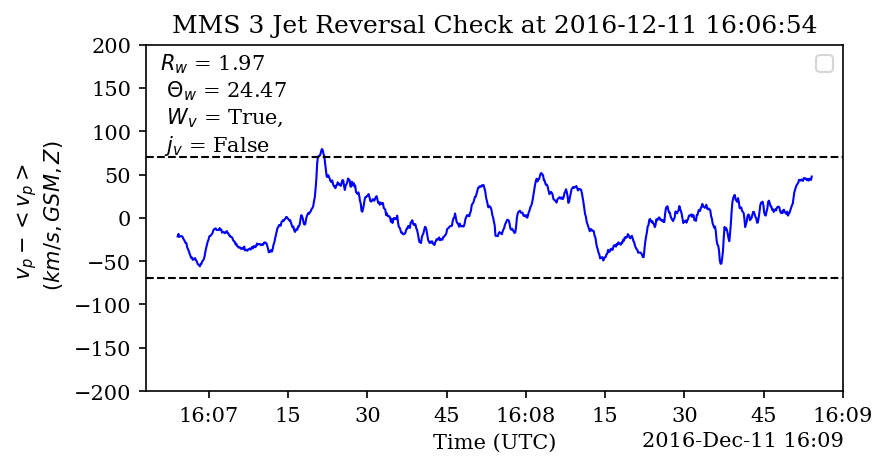 MMS 3 Jet Reversal Check at 2016-12-11 16:06:54
R_w = 1.97
Θ_w = 24.47
W_v = True,
j_v = False
200
150
100
50
0
−50
−100
−150
−200
v_p − < v_p >
(km/s, GSM, Z)
16:07 15 30 45 16:08 15 30 45 16:09
Time (UTC)
2016-Dec-11 16:09